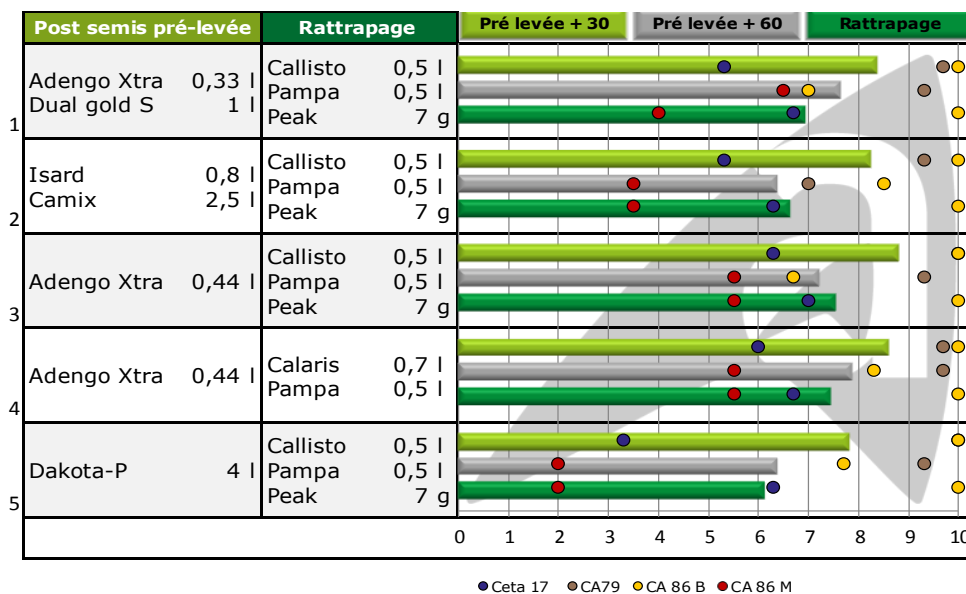 Post semis pré-levée Rattrapage Pré levée + 30 Pré levée + 60 Rattrapage
Adengo Xtra 0,33 l Callisto 0,5 l
Dual gold S 1 l Pampa 0,5 l
1 Peak 7 g
Isard 0,8 l Callisto 0,5 l
Camix 2,5 l Pampa 0,5 l
2 Peak 7 g
Callisto 0,5 l
Adengo Xtra 0,44 l Pampa 0,5 l
3 Peak 7 g
Adengo Xtra 0,44 l Calaris 0,7 l
4 Pampa 0,5 l
Callisto 0,5 l
Dakota-P 4 l Pampa 0,5 l
5 Peak 7 g
0 1 2 3 4 5 6 7 8 9 10
Ceta 17 CA79 CA 86 B CA 86 M